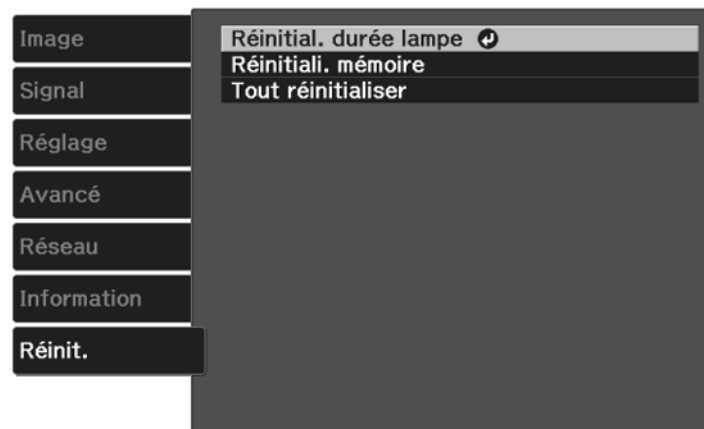 Image
Signal
Réglage
Avancé
Réseau
Information
Réinit.
Réinitial. durée lampe
Réinitiali. mémoire
Tout réinitialiser